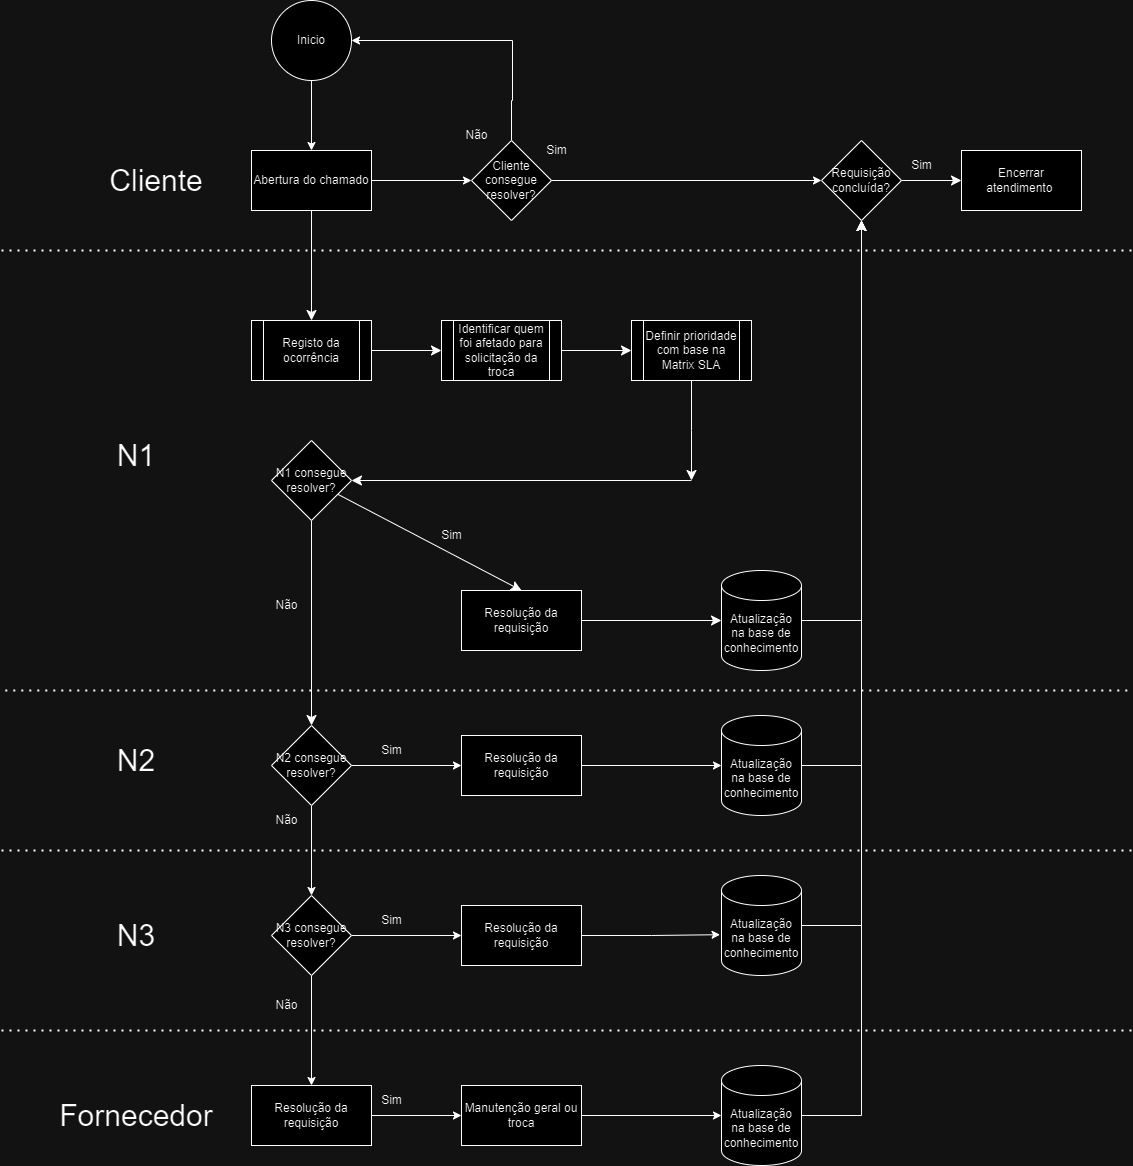 Inicio
Não
Sim
Cliente
consegue
resolver?
Abertura do chamado
Cliente
Requisição
concluída?
Sim
Encerrar
atendimento
Registo da
ocorrência
Identificar quem
foi afetado para
solicitação da
troca
Definir prioridade
com base na
Matrix SLA
N1
N1 consegue
resolver?
Sim
Não
Resolução da
requisição
Atualização
na base de
conhecimento
N2
N2 consegue
resolver?
Sim
Não
Resolução da
requisição
Atualização
na base de
conhecimento
N3
N3 consegue
resolver?
Sim
Não
Resolução da
requisição
Atualização
na base de
conhecimento
Fornecedor
Resolução da
requisição
Sim
Manutenção geral ou
troca
Atualização
na base de
conhecimento